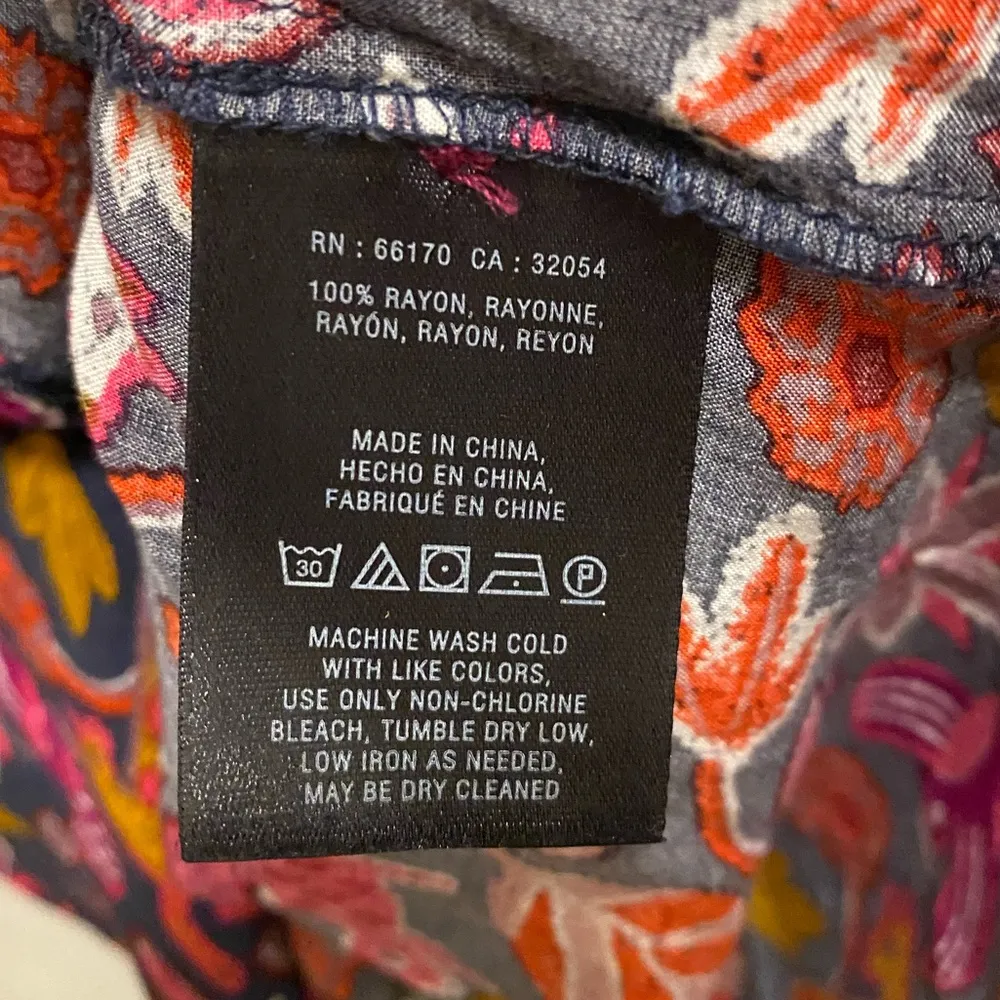 RN : 66170 CA : 32054
100% RAYON, RAYONNE,
RAYÓN, RAYON, REYON
MADE IN CHINA,
HECHO EN CHINA,
FABRIQUÉ EN CHINE
30 P
MACHINE WASH COLD
WITH LIKE COLORS,
USE ONLY NON-CHLORINE
BLEACH, TUMBLE DRY LOW,
LOW IRON AS NEEDED,
MAY BE DRY CLEANED